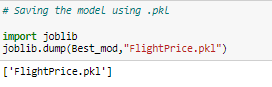 # Saving the model using .pkl
import joblib
joblib.dump(Best_mod,"FlightPrice.pkl")
['FlightPrice.pkl']